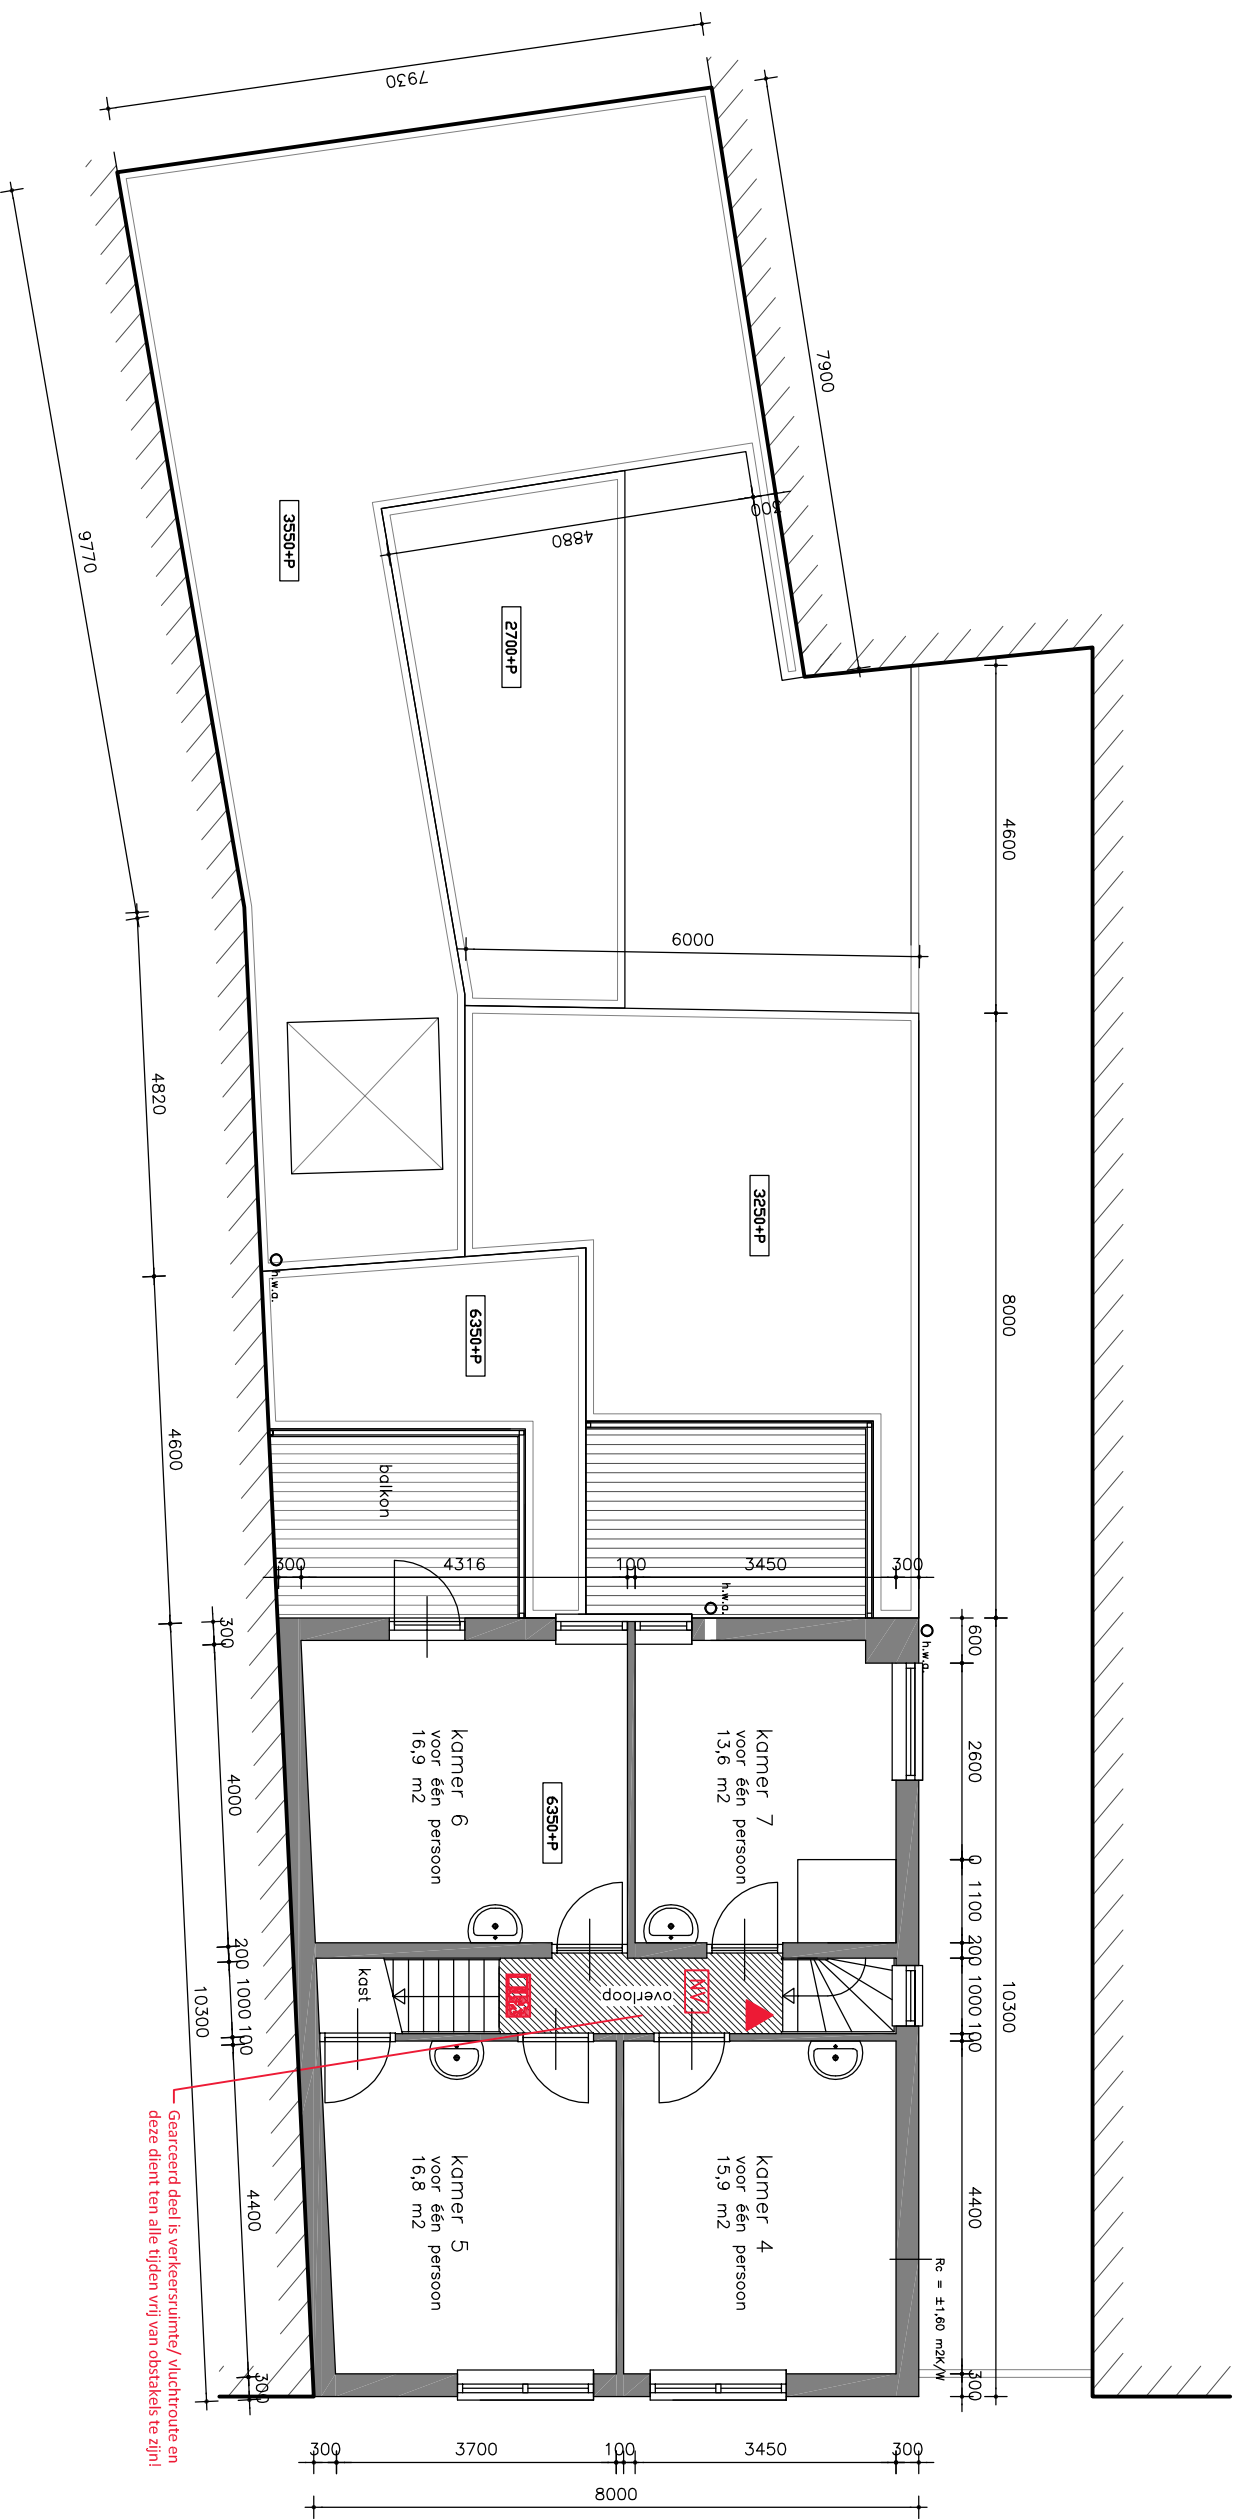 7930
7900
9770
3550+P
300
4880
2700+P
4600
6000
4820
3250+P
8000
h.w.a.
6350+P
4600
balkon
300
4316
100
3450
300
h.w.a.
h.w.a.
300
600
kamer 6
voor één persoon
16,9 m2
kamer 7
voor één persoon
13,6 m2
6350+P
4000
2600
0
1100
200
1000
100
200
1000
100
10300
10300
kast
overloop
NV
kamer 5
voor één persoon
16,8 m2
kamer 4
voor één persoon
15,9 m2
4400
4400
Rc = ±1,60 m2K/W
300
300
Gearceerd deel is verkeersruimte/ vluchtroute en
deze dient ten alle tijden vrij van obstakels te zijn!
300
3700
100
3450
300
8000